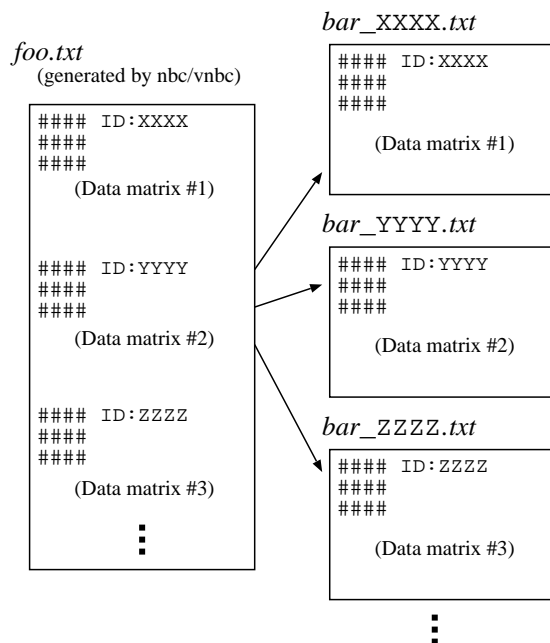 foo.txt
(generated by nbc/vnbc)
#### ID:XXXX
####
####
(Data matrix #1)
#### ID:YYYY
####
####
(Data matrix #2)
#### ID:ZZZZ
####
####
(Data matrix #3)
bar_XXXX.txt
#### ID:XXXX
####
####
(Data matrix #1)
bar_YYYY.txt
#### ID:YYYY
####
####
(Data matrix #2)
bar_ZZZZ.txt
#### ID:ZZZZ
####
####
(Data matrix #3)